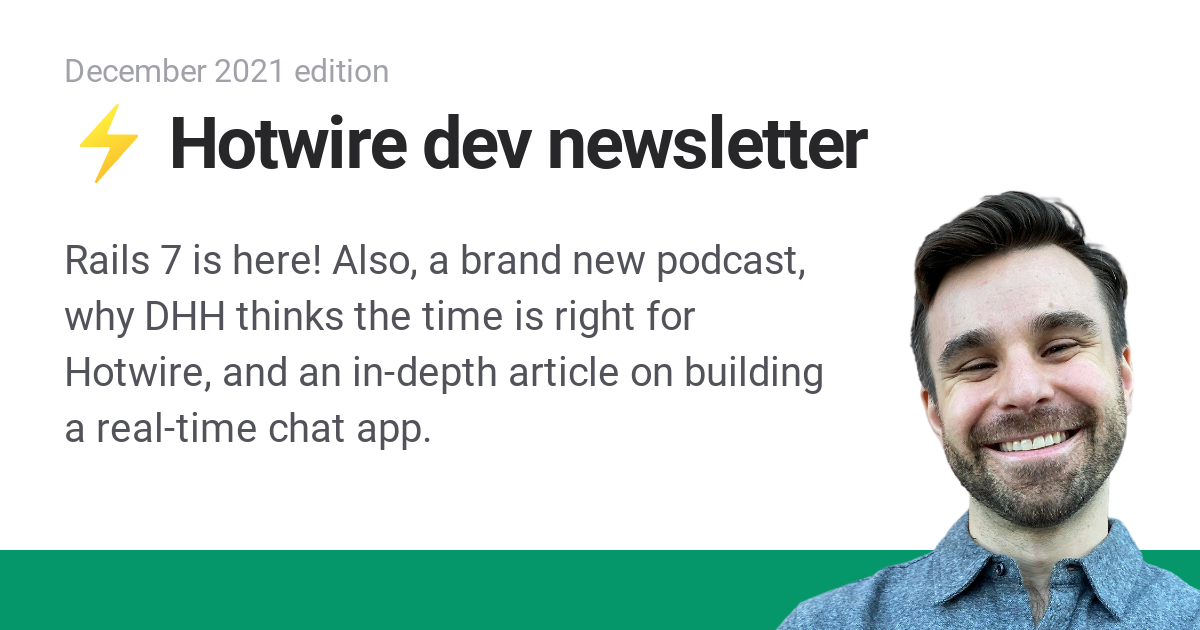 December 2021 edition
⚡ Hotwire dev newsletter
Rails 7 is here! Also, a brand new podcast,
why DHH thinks the time is right for
Hotwire, and an in-depth article on building
a real-time chat app.